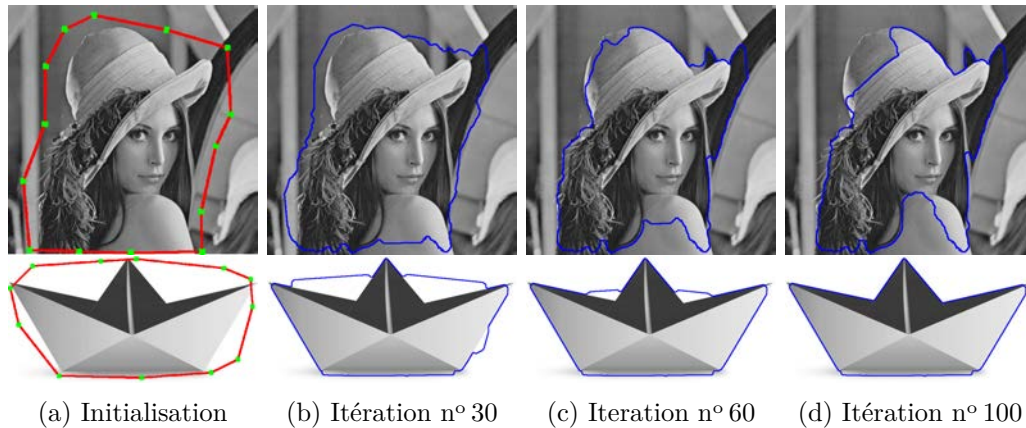 (a) Initialisation
(b) Itération nº 30
(c) Iteration nº 60
(d) Itération nº 100